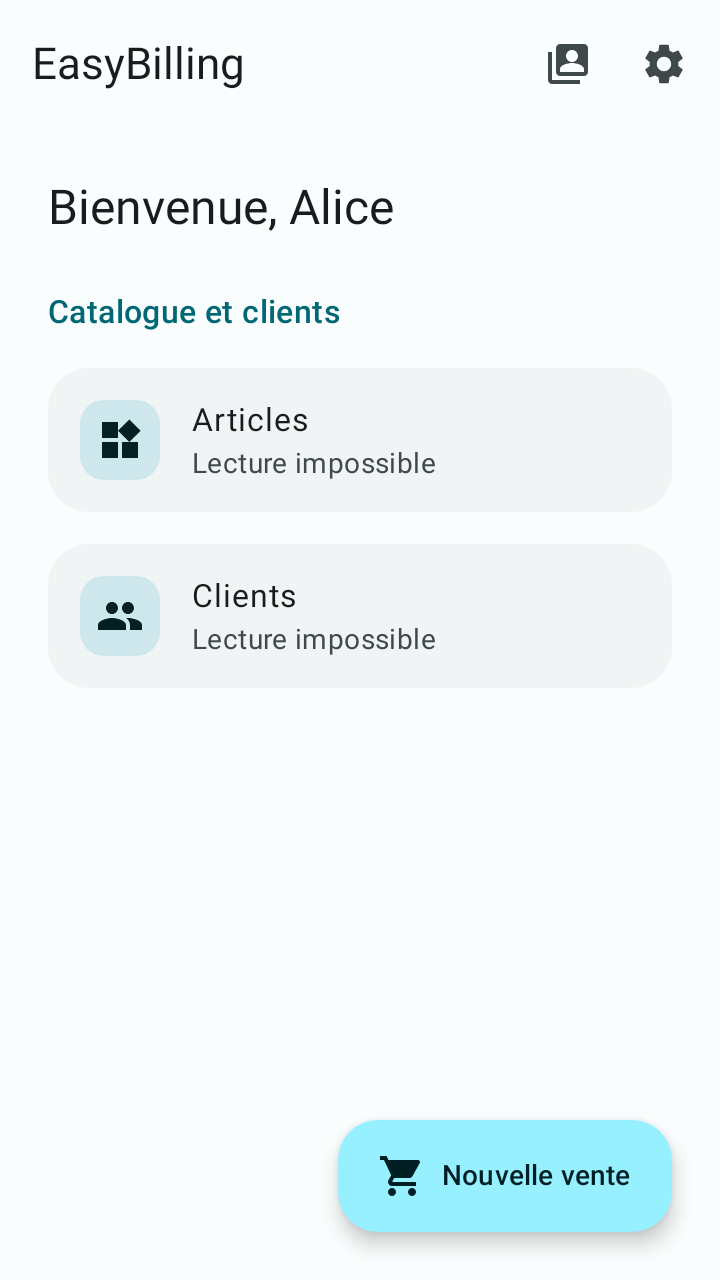 EasyBilling
Bienvenue, Alice
Catalogue et clients
Articles
Lecture impossible
Clients
Lecture impossible
Nouvelle vente